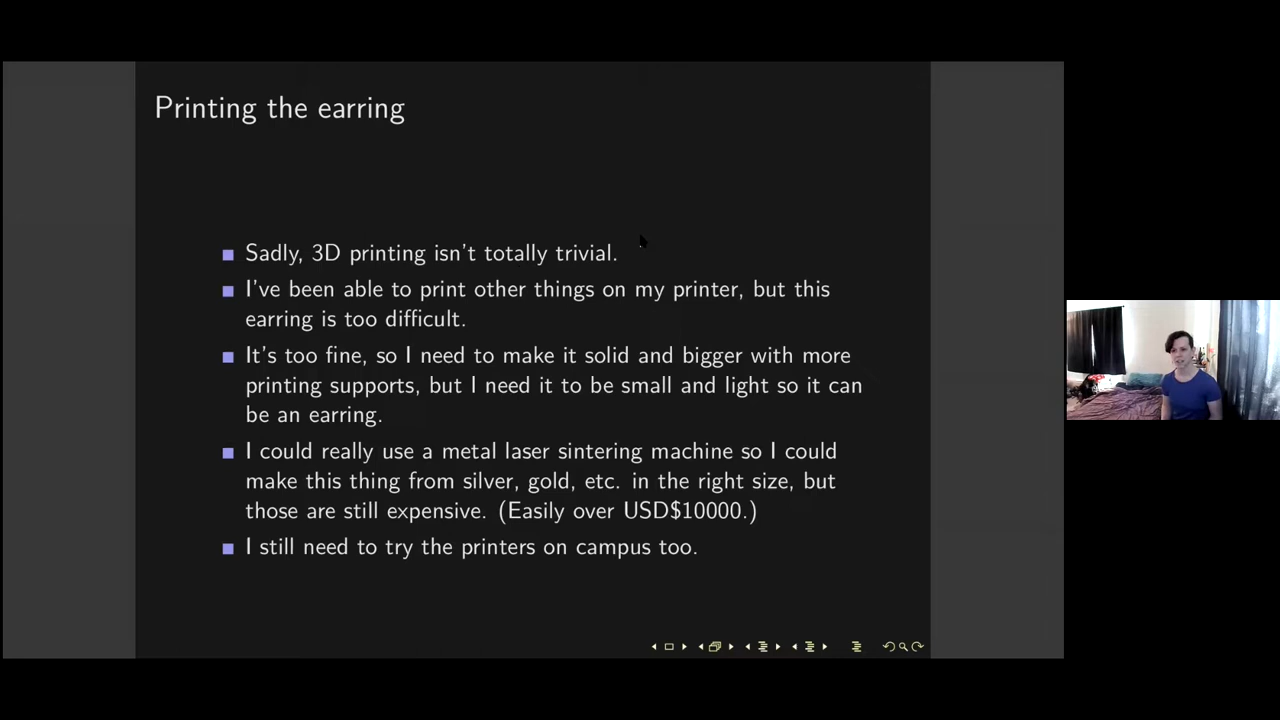 Printing the earring
Sadly, 3D printing isn't totally trivial.
I've been able to print other things on my printer, but this
earring is too difficult.
It's too fine, so I need to make it solid and bigger with more
printing supports, but I need it to be small and light so it can
be an earring.
I could really use a metal laser sintering machine so I could
make this thing from silver, gold, etc. in the right size, but
those are still expensive. (Easily over USD$10000.)
I still need to try the printers on campus too.